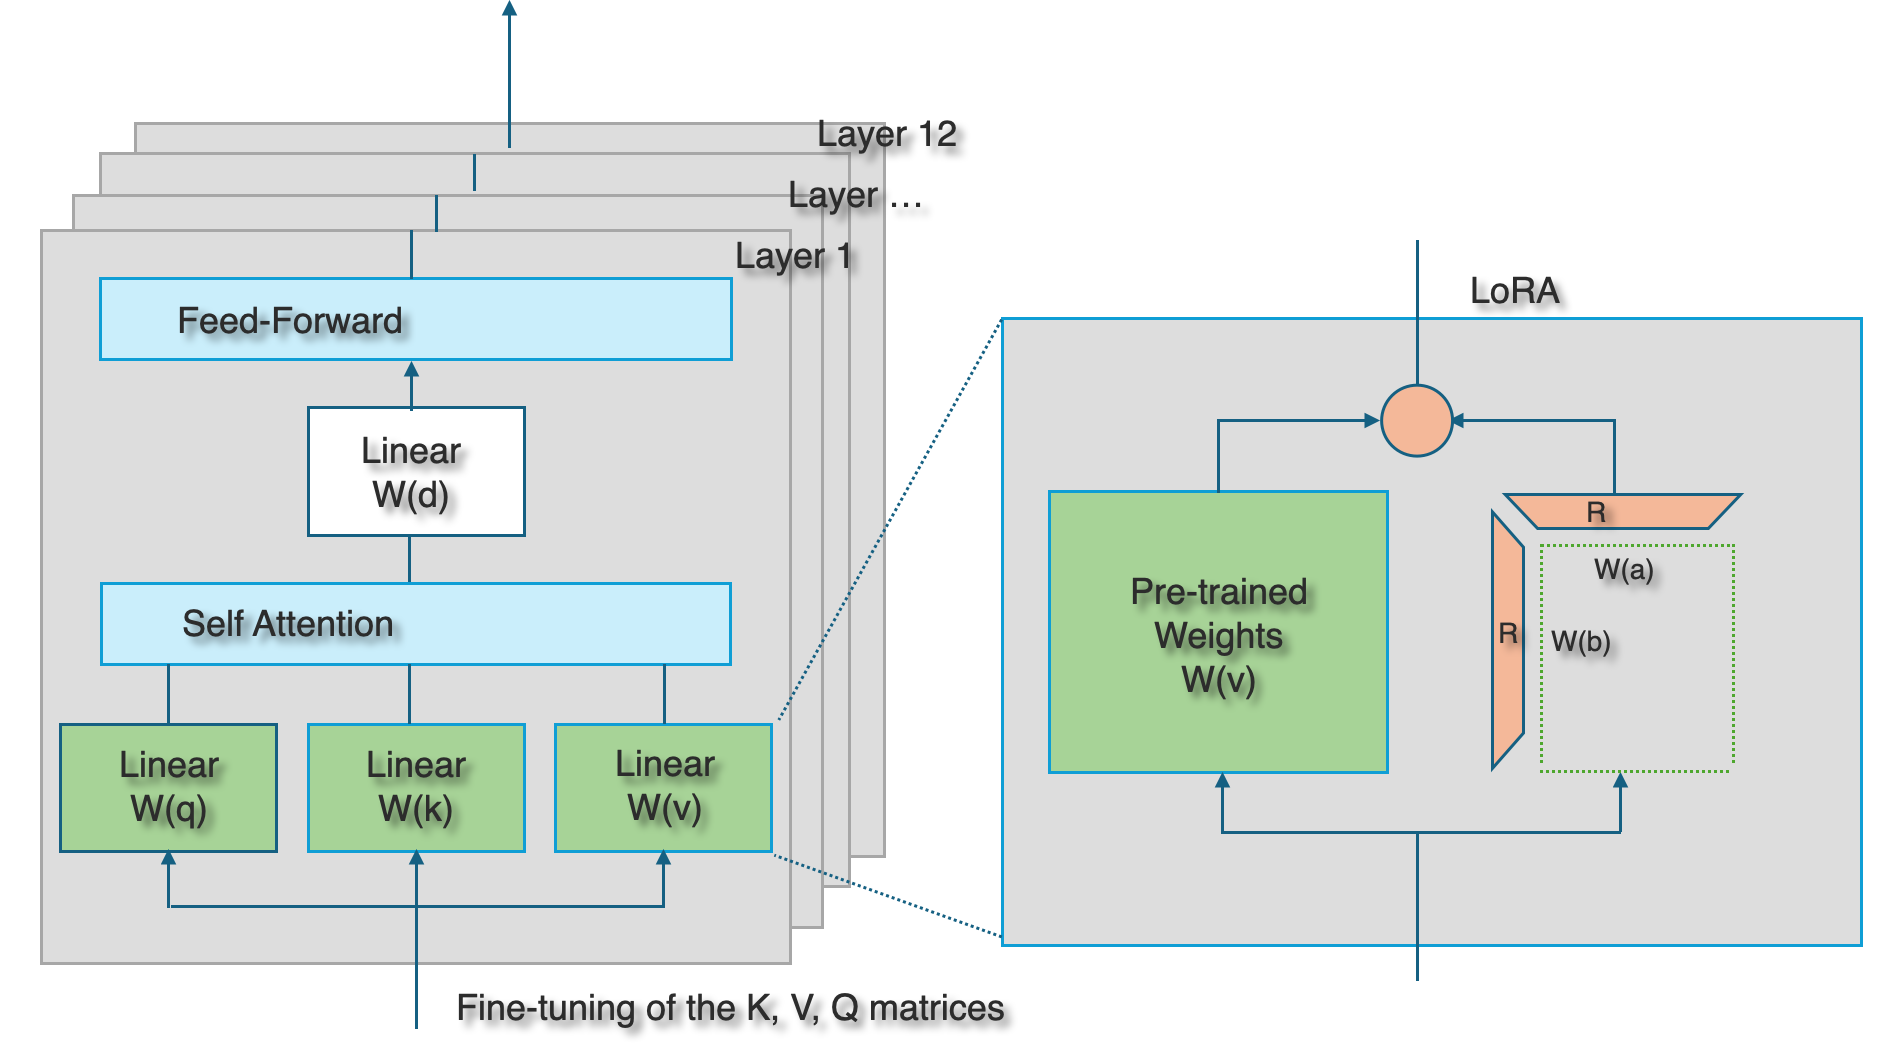 Layer 12
Layer ...
Layer 1
Feed-Forward
Linear
W(d)
Self Attention
Linear
W(q)
Linear
W(k)
Linear
W(v)
Fine-tuning of the K, V, Q matrices
LoRA
Pre-trained
Weights
W(v)
R
R
W(a)
W(b)